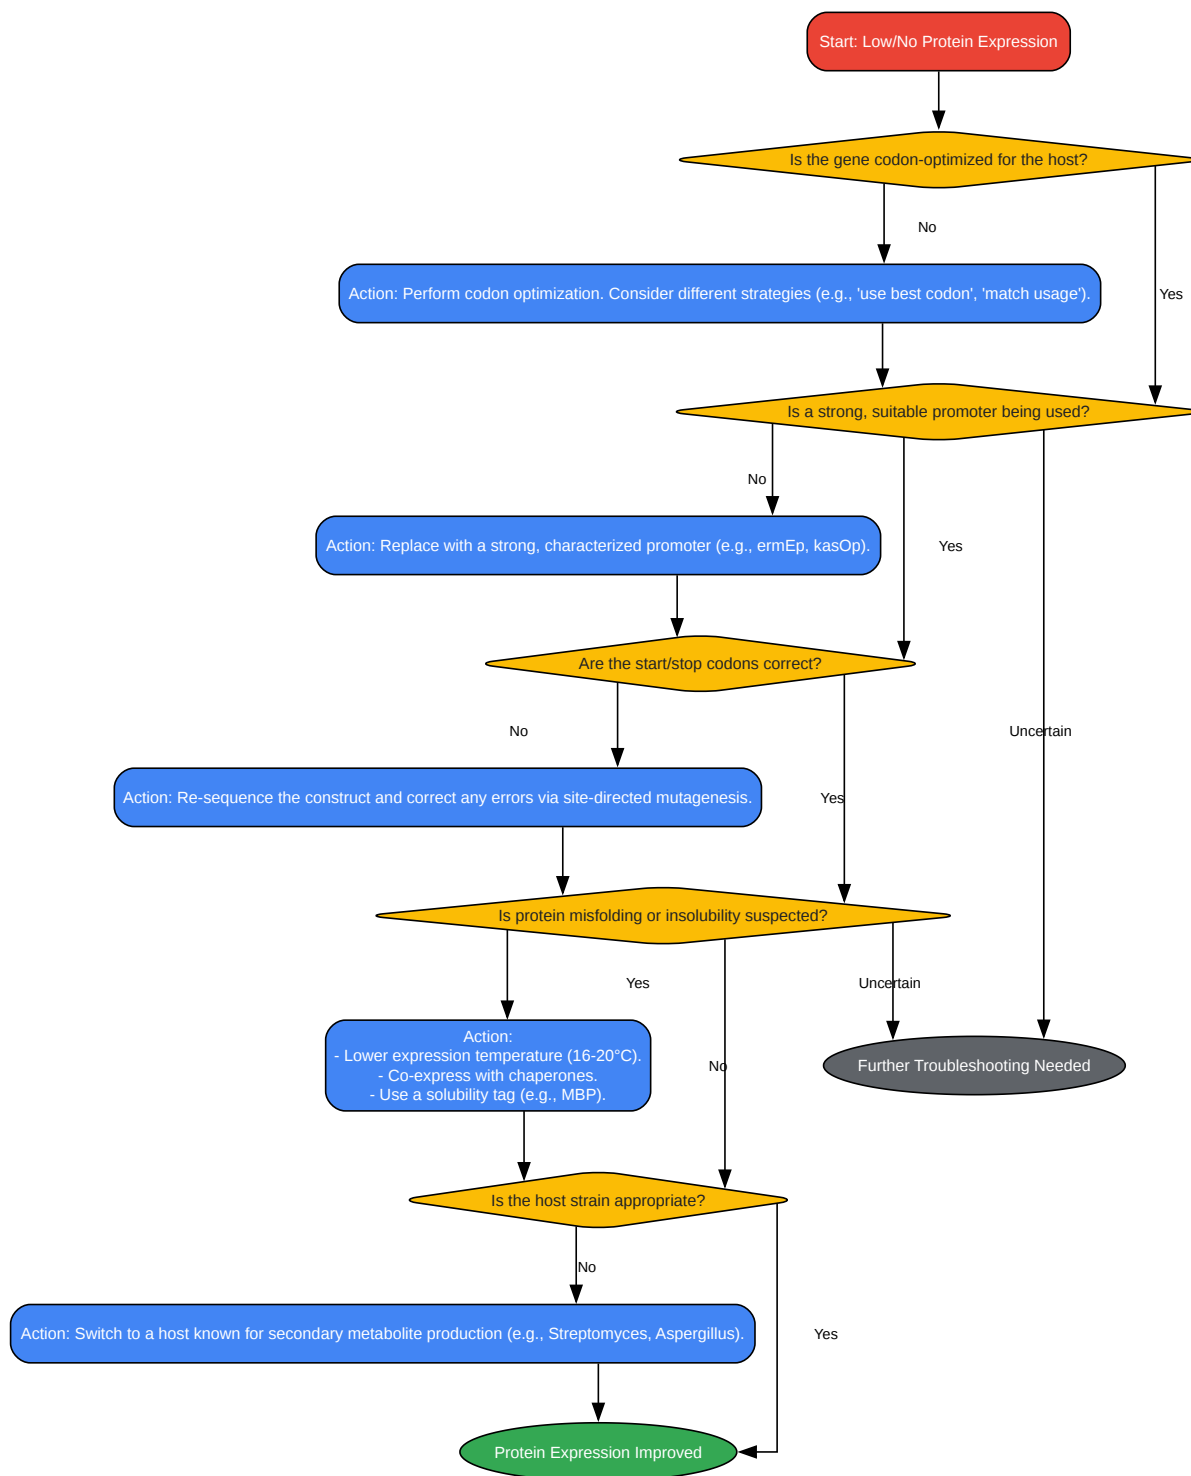 Start: Low/No Protein Expression
Is the gene codon-optimized for the host?
No
Action: Perform codon optimization. Consider different strategies (e.g., 'use best codon', 'match usage').
Yes
Is a strong, suitable promoter being used?
No
Action: Replace with a strong, characterized promoter (e.g., ermEp, kasOp).
Yes
Are the start/stop codons correct?
No
Uncertain
Action: Re-sequence the construct and correct any errors via site-directed mutagenesis.
Yes
Is protein misfolding or insolubility suspected?
Yes
Uncertain
Action:
- Lower expression temperature (16-20°C).
- Co-express with chaperones.
- Use a solubility tag (e.g., MBP).
No
Further Troubleshooting Needed
Is the host strain appropriate?
No
Action: Switch to a host known for secondary metabolite production (e.g., Streptomyces, Aspergillus).
Yes
Protein Expression Improved